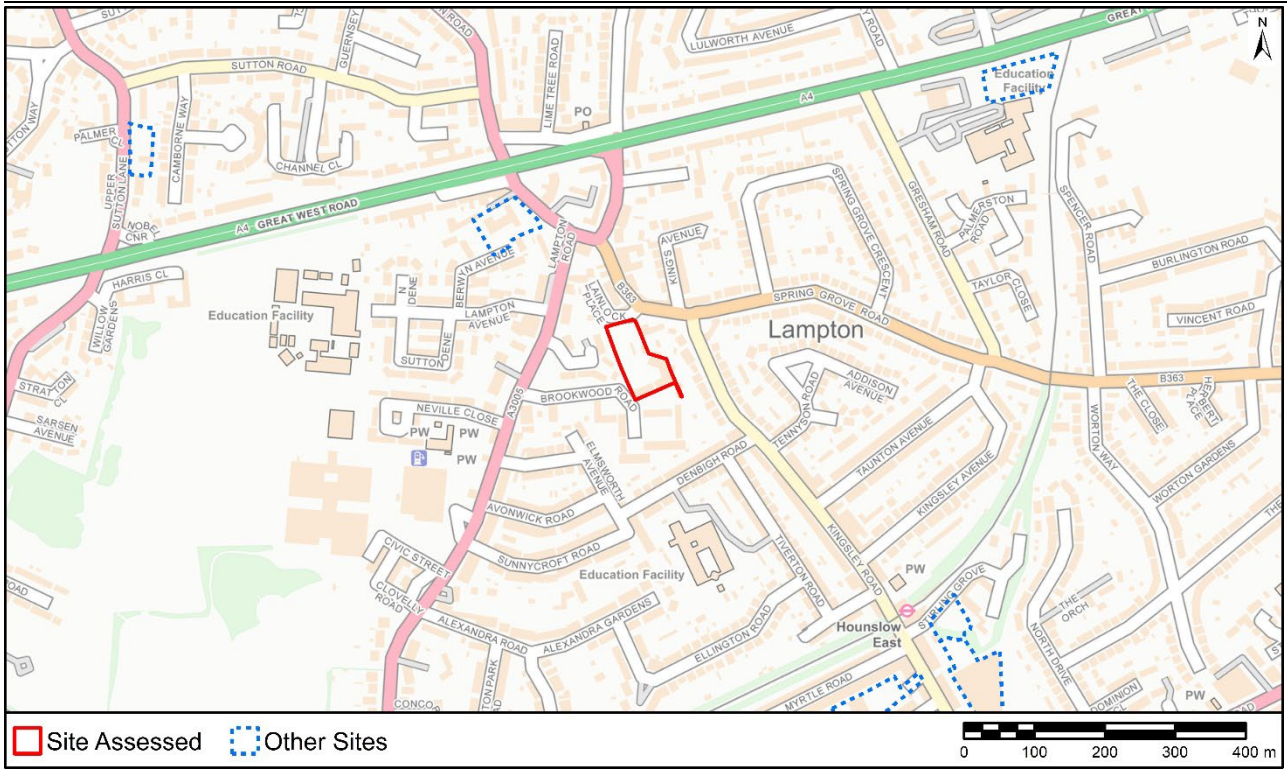 GREAT
N
LULWORTH AVENUE
SUTTON ROAD
GUERNSEY
LIME TREE ROAD
PO
A4
Education
Facility
PALMER
CL
CAMBORNE WAY
CHANNEL CL
UPPER
SUTTON LANE
NOBEL
CNR
A4
GREAT WEST ROAD
LAMPTON
ROAD
KING'S
AVENUE
SPRING GROVE CRESCENT
GRESHAM ROAD
PALMERSTON
ROAD
SPENCER ROAD
BURLINGTON ROAD
HARRIS CL
WILLOW
GARDENS
N
DENE
BERWYN AVENUE
LAMPTON
AVENUE
B363
LAINLOCK
PLACE
SPRING GROVE ROAD
TAYLOR
CLOSE
VINCENT ROAD
Education Facility
Lampton
SUTTON
DENE
STRATTON
CL
SARSEN
AVENUE
A3005
BROOKWOOD
ROAD
TENNYSON ROAD
ADDISON
AVENUE
B363
THE CLOSE
HERBERT
PLACE
NEVILLE CLOSE
PW
PW
PW
ELMSWORTH
AVENUE
DENBIGH ROAD
TAUNTON AVENUE
KINGSLEY AVENUE
WORTON WAY
WORTON GARDENS
AVONWICK ROAD
SUNNYCROFT ROAD
CIVIC STREET
CLOVELLY
ROAD
Education Facility
TIVERTON ROAD
KINGSLEY ROAD
PW
STIRLING GROVE
Hounslow
East
THE
ORCH
NORTH DRIVE
ALEXANDRA ROAD
ALEXANDRA GARDENS
ELLINGTON ROAD
MYRTLE ROAD
DOMINION
CL
PW
Site Assessed
Other Sites
0 100 200 300 400 m